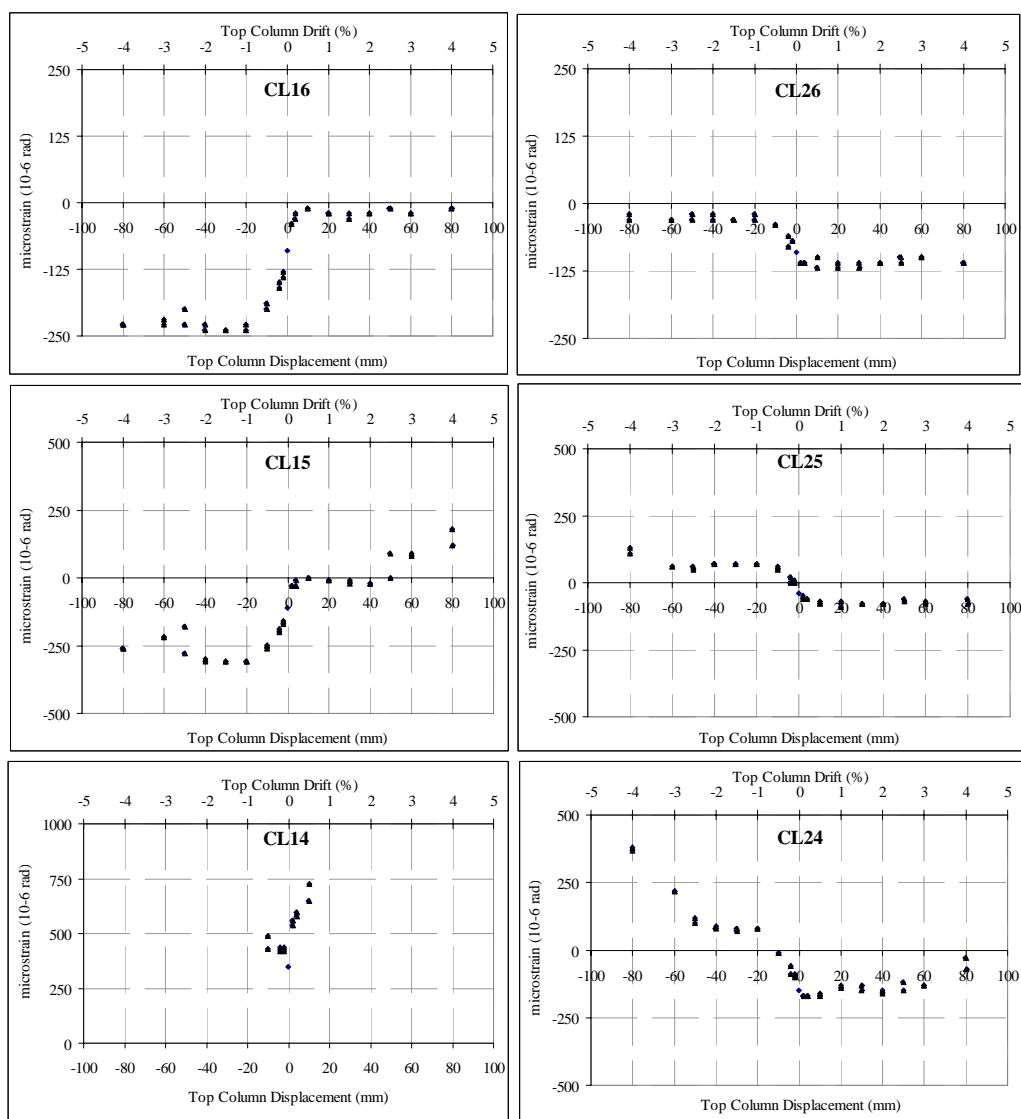 Top Column Drift (%)
-5 -4 -3 -2 -1 0 1 2 3 4 5
250
CL16
125
0
-100 -80 -60 -40 -20 0 20 40 60 80 100
-125
-250
microstrain (10-6 rad)
Top Column Displacement (mm)
Top Column Drift (%)
-5 -4 -3 -2 -1 0 1 2 3 4 5
250
CL26
125
0
-100 -80 -60 -40 -20 0 20 40 60 80 100
-125
-250
microstrain (10-6 rad)
Top Column Displacement (mm)
Top Column Drift (%)
-5 -4 -3 -2 -1 0 1 2 3 4 5
500
CL15
250
0
-100 -80 -60 -40 -20 0 20 40 60 80 100
-250
-500
microstrain (10-6 rad)
Top Column Displacement (mm)
Top Column Drift (%)
-5 -4 -3 -2 -1 0 1 2 3 4 5
500
CL25
250
0
-100 -80 -60 -40 -20 0 20 40 60 80 100
-250
-500
microstrain (10-6 rad)
Top Column Displacement (mm)
Top Column Drift (%)
-5 -4 -3 -2 -1 0 1 2 3 4 5
1000
CL14
750
500
250
0
-100 -80 -60 -40 -20 0 20 40 60 80 100
microstrain (10-6 rad)
Top Column Displacement (mm)
Top Column Drift (%)
-5 -4 -3 -2 -1 0 1 2 3 4 5
500
CL24
250
0
-100 -80 -60 -40 -20 0 20 40 60 80 100
-250
-500
microstrain (10-6 rad)
Top Column Displacement (mm)